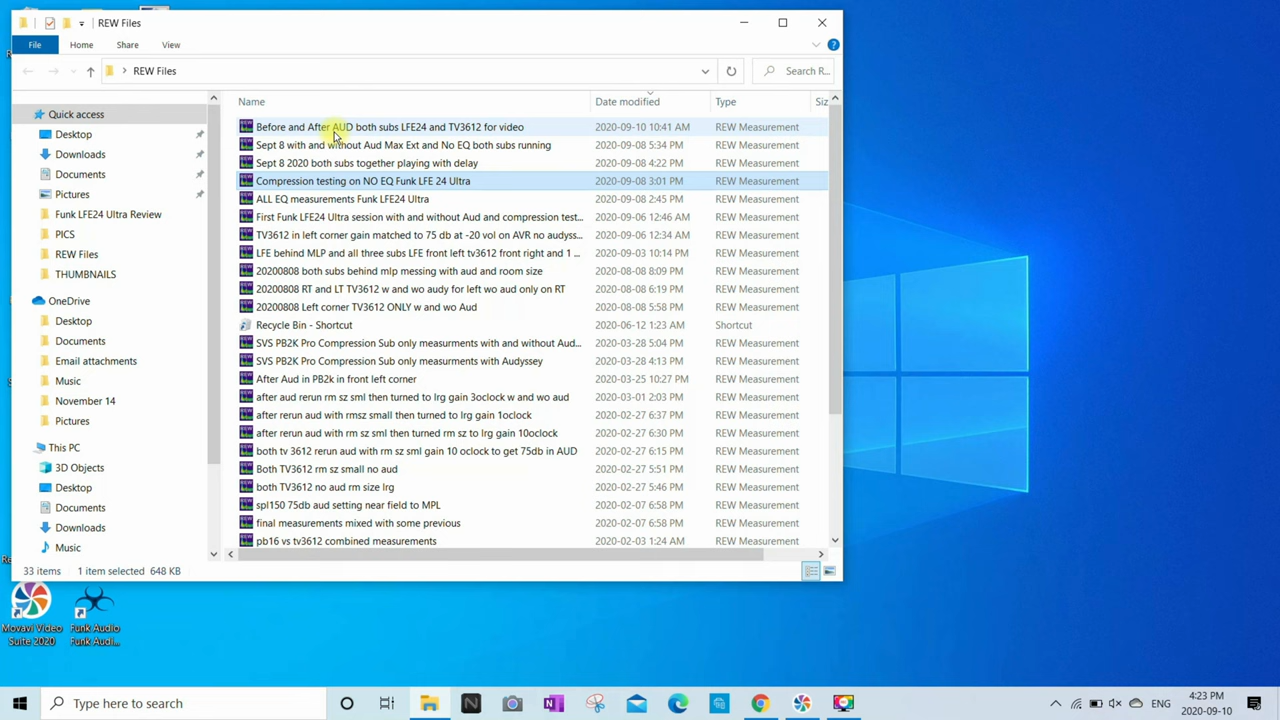 REW Files
File
Home
Share
View
REW Files
Search R...
Quick access
Desktop
Downloads
Documents
Pictures
Funk LFE24 Ultra Review
PICS
REW Files
THUMBNAILS
OneDrive
Desktop
Documents
Email attachments
Music
November 14
Pictures
This PC
3D Objects
Desktop
Documents
Downloads
Music
Name Date modified Type Siz
Before and After AUD both subs LFE24 and TV3612 for video 2020-09-10 10:41 AM REW Measurement
Sept 8 with and without Aud Max Ext and No EQ both subs running 2020-09-08 5:34 PM REW Measurement
Sept 8 2020 both subs together playing with delay 2020-09-08 4:22 PM REW Measurement
Compression testing on NO EQ Funk LFE 24 Ultra 2020-09-08 3:01 PM REW Measurement
ALL EQ measurements Funk LFE24 Ultra 2020-09-08 2:45 PM REW Measurement
First Funk LFE24 Ultra session with and without Aud and compression test... 2020-09-06 12:46 AM REW Measurement
TV3612 in left corner gain matched to 75 db at -20 vol on AVR no audyss... 2020-09-06 12:34 AM REW Measurement
LFE behind MLP and all three subs LFE front left tv3612 front right and 1 ... 2020-09-03 10:14 PM REW Measurement
20200808 both subs behind mlp messing with aud and room size 2020-08-08 8:09 PM REW Measurement
20200808 RT and LT TV3612 w and wo audy for left wo aud only on RT 2020-08-08 6:19 PM REW Measurement
20200808 Left corner TV3612 ONLY w and wo Aud 2020-08-08 5:58 PM REW Measurement
Recycle Bin - Shortcut 2020-06-12 1:23 AM Shortcut
SVS PB2K Pro Compression Sub only measurments with and without Aud... 2020-03-28 5:04 PM REW Measurement
SVS PB2K Pro Compression Sub only measurments with Audyssey 2020-03-28 4:13 PM REW Measurement
After Aud in PB2k in front left corner 2020-03-25 10:27 PM REW Measurement
after aud rerun rm sz sml then turned to lrg gain 3oclock w and wo aud 2020-03-01 2:03 PM REW Measurement
after rerun aud with rmsz small then turned to lrg gain 1oclock 2020-02-27 6:37 PM REW Measurement
after rerun aud with rm sz sml then turned rm sz to lrg gain 10oclock 2020-02-27 6:30 PM REW Measurement
both tv 3612 rerun aud with rm sz sml gain 10 oclock to get 75db in AUD 2020-02-27 6:15 PM REW Measurement
Both TV3612 rm sz small no aud 2020-02-27 5:51 PM REW Measurement
both TV3612 no aud rm size lrg 2020-02-27 5:46 PM REW Measurement
spl150 75db aud setting near field to MPL 2020-02-07 6:58 PM REW Measurement
final measurements mixed with some previous 2020-02-07 6:58 PM REW Measurement
pb16 vs tv3612 combined measurements 2020-02-03 1:24 AM REW Measurement
33 items 1 item selected 648 KB
Movavi Video
Suite 2020
Funk Audio
Funk Audi...
Type here to search
ENG
4:23 PM
2020-09-10